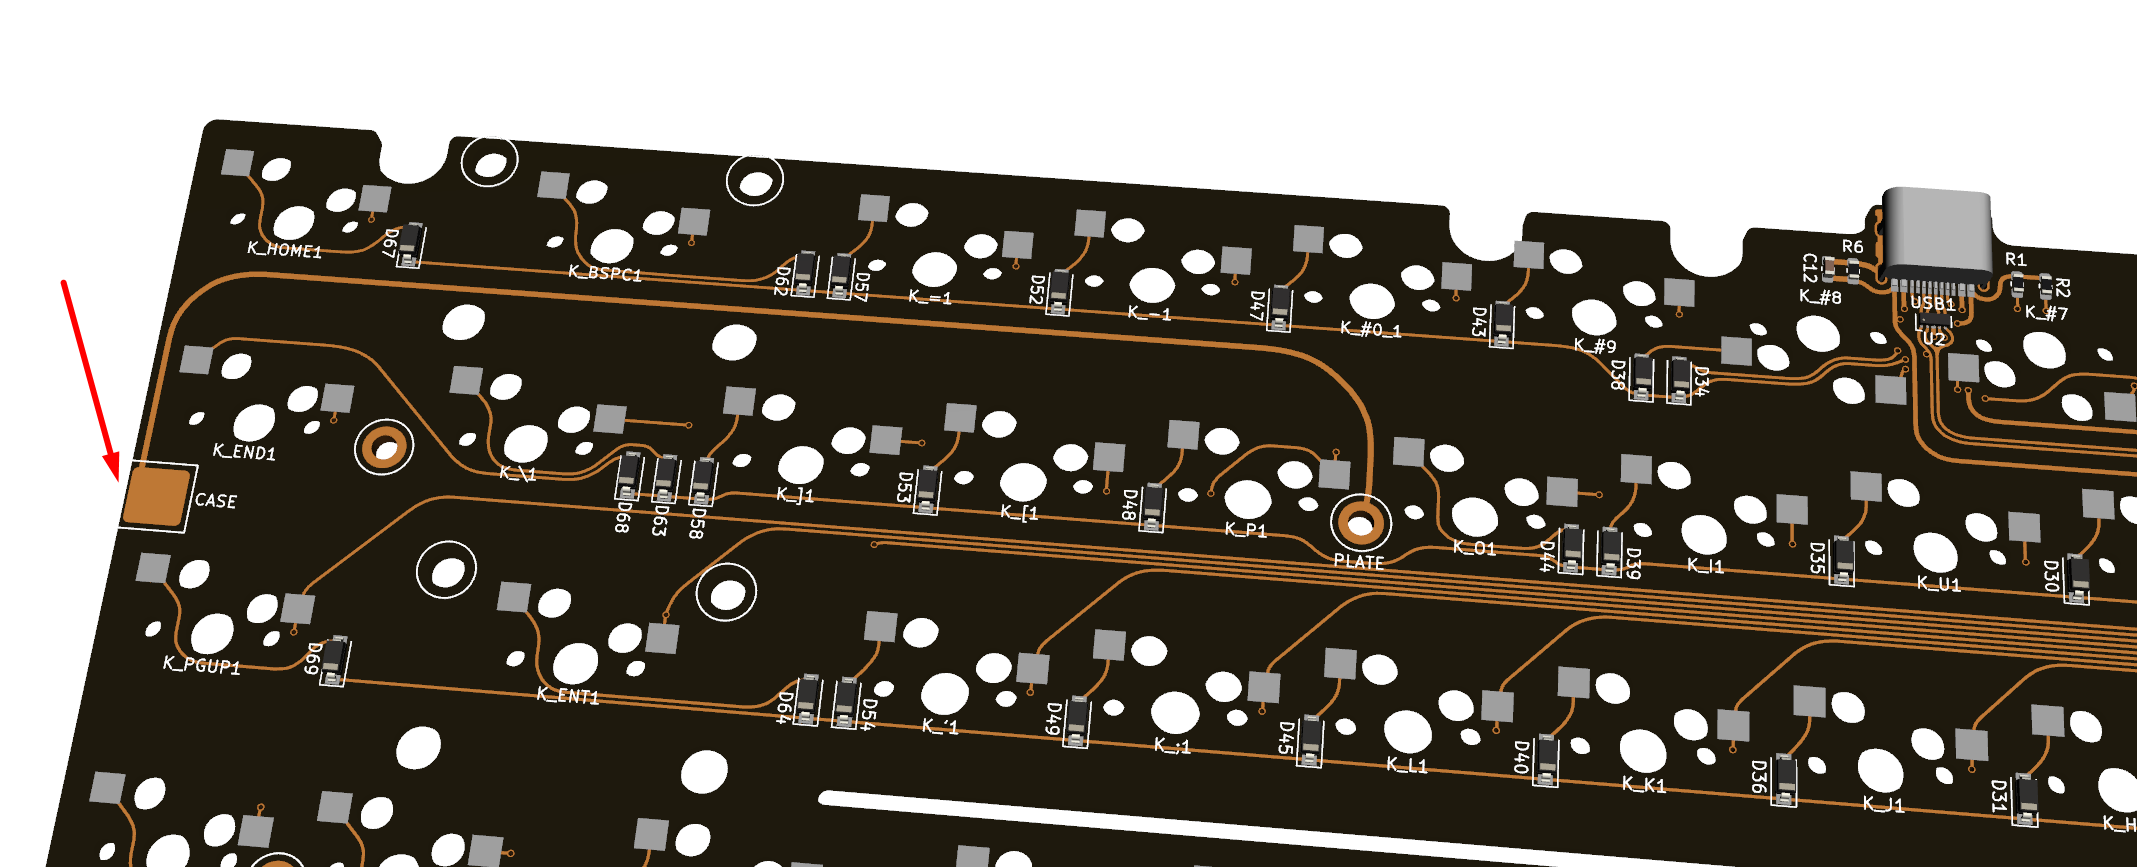 R6
R1
C12
K_#8
R2
K_#7
USB1
U2
D67
K_HOME1
K_BSPC1
D62
D57
K_=1
D52
K_-1
D47
K_#0_1
D43
K_#9
D38
D34
K_END1
K_\1
D68
D63
D58
K_]1
D53
K_[1
D48
K_P1
PLATE
K_O1
D44
D39
K_I1
D35
K_U1
D30
CASE
K_PGUP1
D69
K_ENT1
D64
D54
K_'1
D49
K_;1
D45
K_L1
D40
K_K1
D36
K_J1
D31
K_H